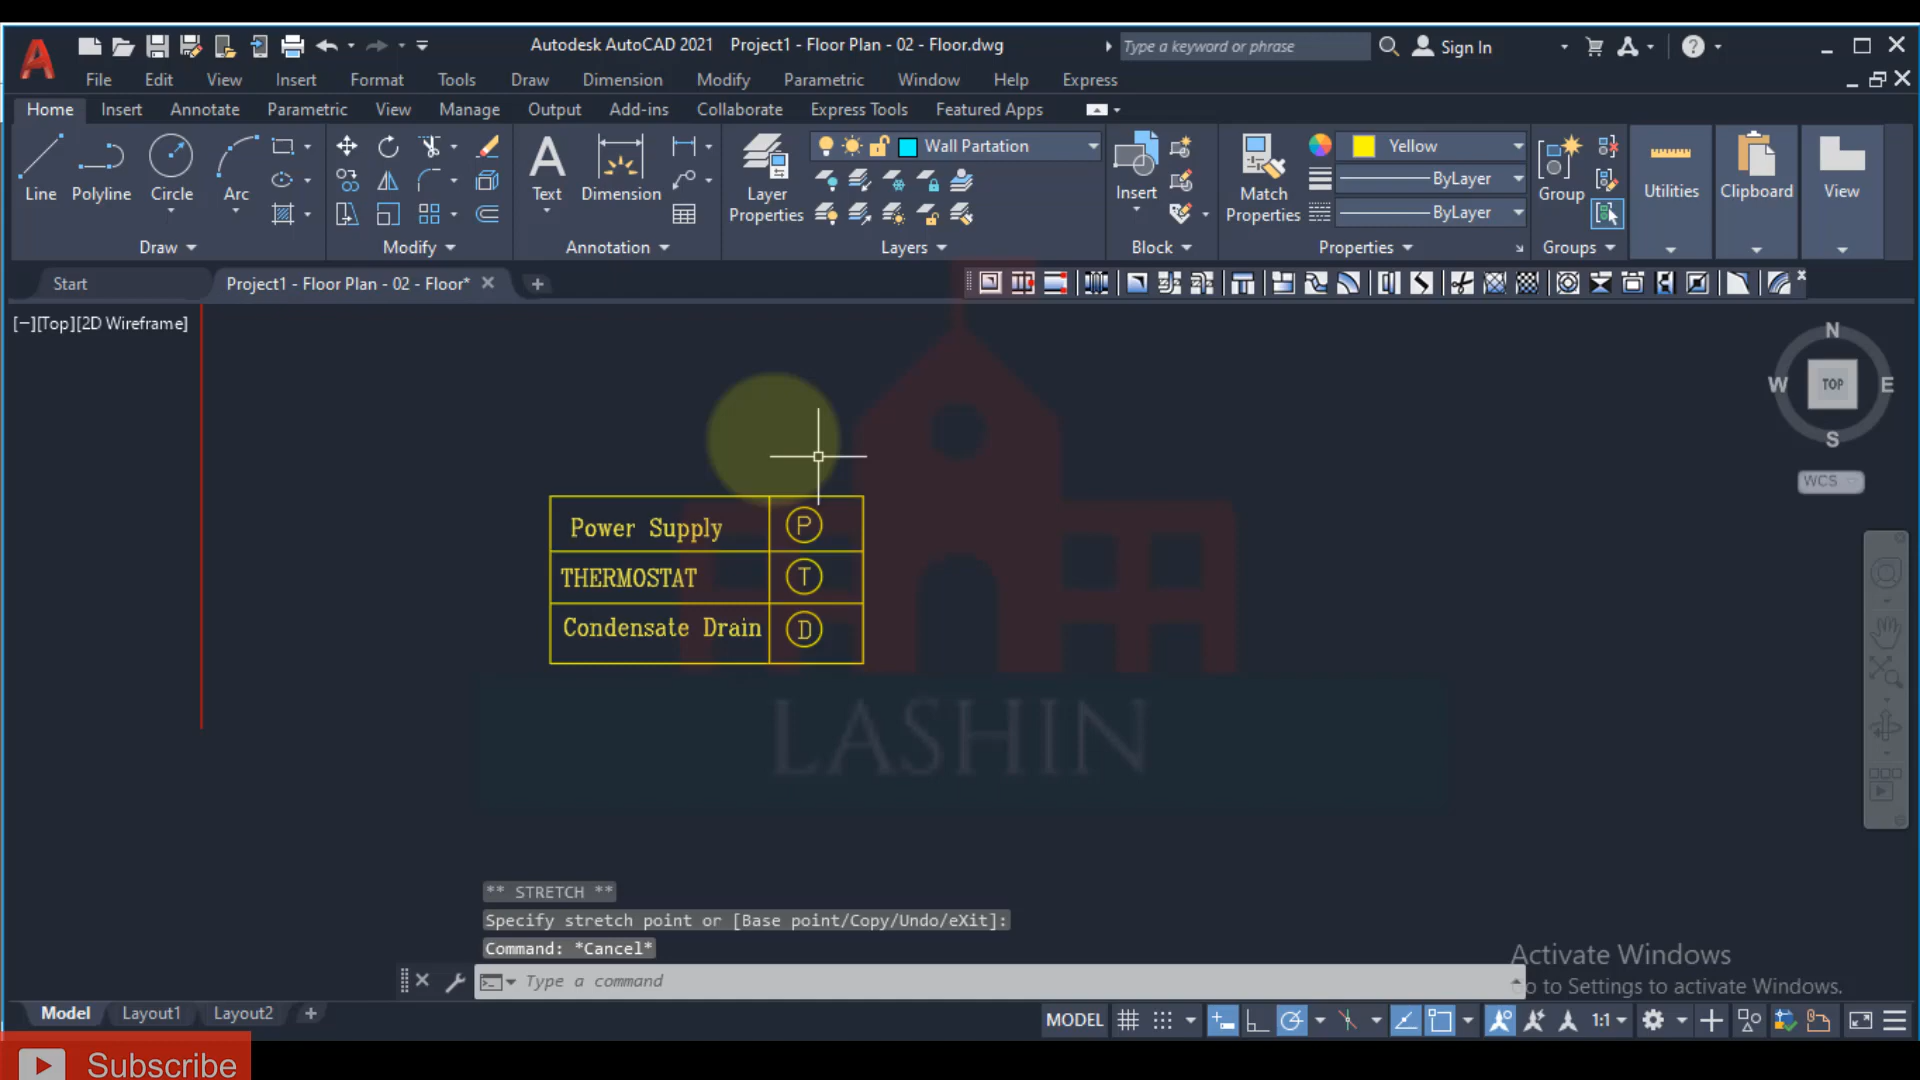 Autodesk AutoCAD 2021 Project1 - Floor Plan - 02 - Floor.dwg
Type a keyword or phrase
Sign In
File Edit View Insert Format Tools Draw Dimension Modify Parametric Window Help Express
Home Insert Annotate Parametric View Manage Output Add-ins Collaborate Express Tools Featured Apps
Line Polyline Circle Arc
Draw
Modify
Text Dimension
Annotation
Layer Properties
Wall Partation
Layers
Insert
Block
Match Properties
Yellow
ByLayer
ByLayer
Properties
Group
Groups
Utilities
Clipboard
View
Start
Project1 - Floor Plan - 02 - Floor*
[−][Top][2D Wireframe]
N
W TOP E
S
WCS
Power Supply P
THERMOSTAT T
Condensate Drain D
LASHIN
** STRETCH **
Specify stretch point or [Base point/Copy/Undo/eXit]:
Command: *Cancel*
Type a command
Activate Windows
to to Settings to activate Windows.
Model Layout1 Layout2
MODEL
1:1
Subscribe